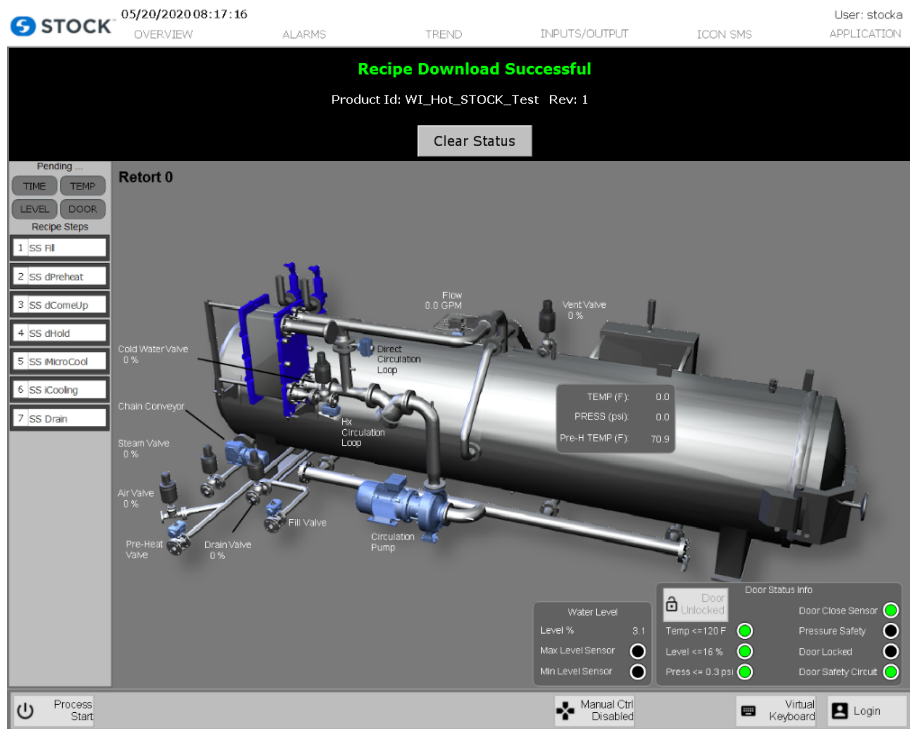 STOCK
05/20/2020 08:17:16
User: stocka
OVERVIEW ALARMS TREND INPUTS/OUTPUT ICON SMS APPLICATION
Recipe Download Successful
Product Id: WI_Hot_STOCK_Test Rev: 1
Clear Status
Pending ...
TIME TEMP
LEVEL DOOR
Recipe Steps
1 SS Fill
2 SS dPreheat
3 SS dComeUp
4 SS dHold
5 SS iMicroCool
6 SS iCooling
7 SS Drain
Retort 0
Flow
0.0 GPM
Vent Valve
0 %
Cold Water Valve
0 %
Direct
Circulation
Loop
Chain Conveyor
Hx
Circulation
Loop
TEMP (F): 0.0
PRESS (psi): 0.0
Pre-H TEMP (F): 70.9
Steam Valve
0 %
Air Valve
0 %
Fill Valve
Pre-Heat
Valve
Drain Valve
0 %
Circulation
Pump
Water Level
Level % 3.1
Max Level Sensor
Min Level Sensor
Door Status Info
Door
Unlocked
Door Close Sensor
Temp <=120 F
Pressure Safety
Level <=16 %
Door Locked
Press <= 0.3 psi
Door Safety Circuit
Process
Start
Manual Ctrl
Disabled
Virtual
Keyboard
Login